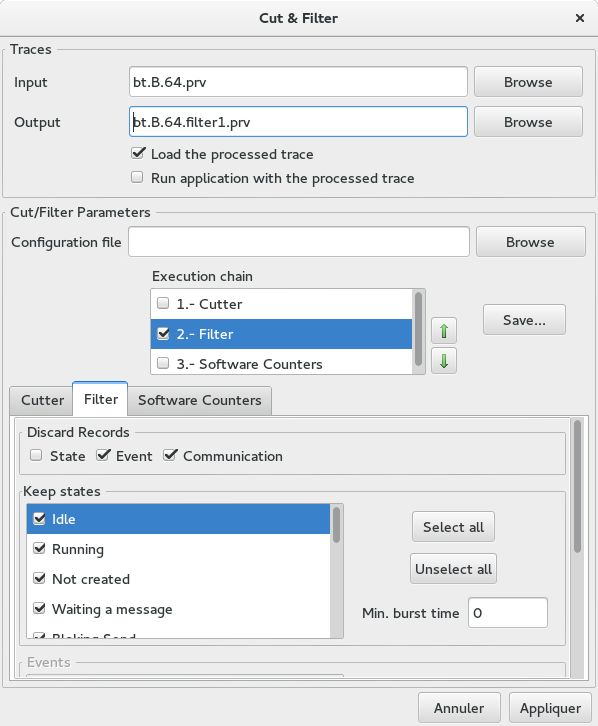 Cut & Filter
Traces
Input bt.B.64.prv Browse
Output bt.B.64.filter1.prv Browse
Load the processed trace
Run application with the processed trace
Cut/Filter Parameters
Configuration file Browse
Execution chain
1.- Cutter
2.- Filter
3.- Software Counters
Save...
Cutter Filter Software Counters
Discard Records
State Event Communication
Keep states
Idle
Running
Not created
Waiting a message
Bloking Send
Select all
Unselect all
Min. burst time 0
Events
Annuler Appliquer